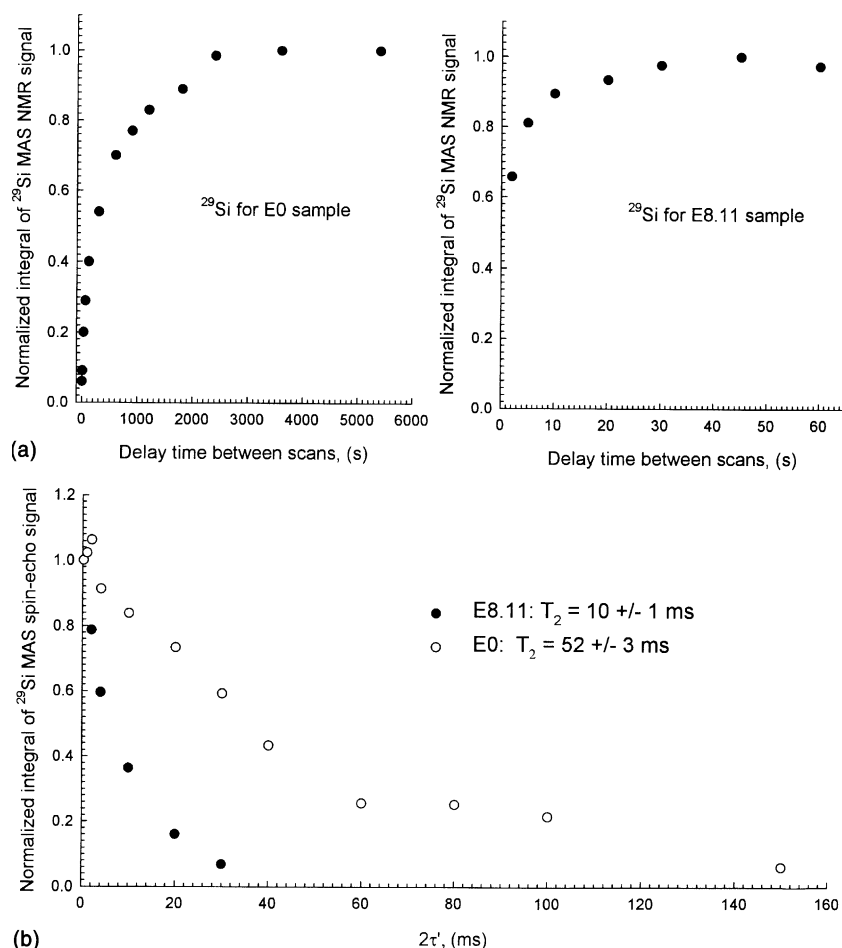 Normalized integral of ²⁹Si MAS NMR signal
1.0
0.8
0.6
0.4
0.2
0.0
²⁹Si for E0 sample
0 1000 2000 3000 4000 5000 6000
Delay time between scans, (s)
Normalized integral of ²⁹Si MAS NMR signal
1.0
0.8
0.6
0.4
0.2
0.0
²⁹Si for E8.11 sample
0 10 20 30 40 50 60
Delay time between scans, (s)
(a)
Normalized integral of ²⁹Si MAS spin-echo signal
1.2
1.0
0.8
0.6
0.4
0.2
0.0
E8.11: T₂ = 10 +/- 1 ms
E0: T₂ = 52 +/- 3 ms
0 20 40 60 80 100 120 140 160
2τ', (ms)
(b)